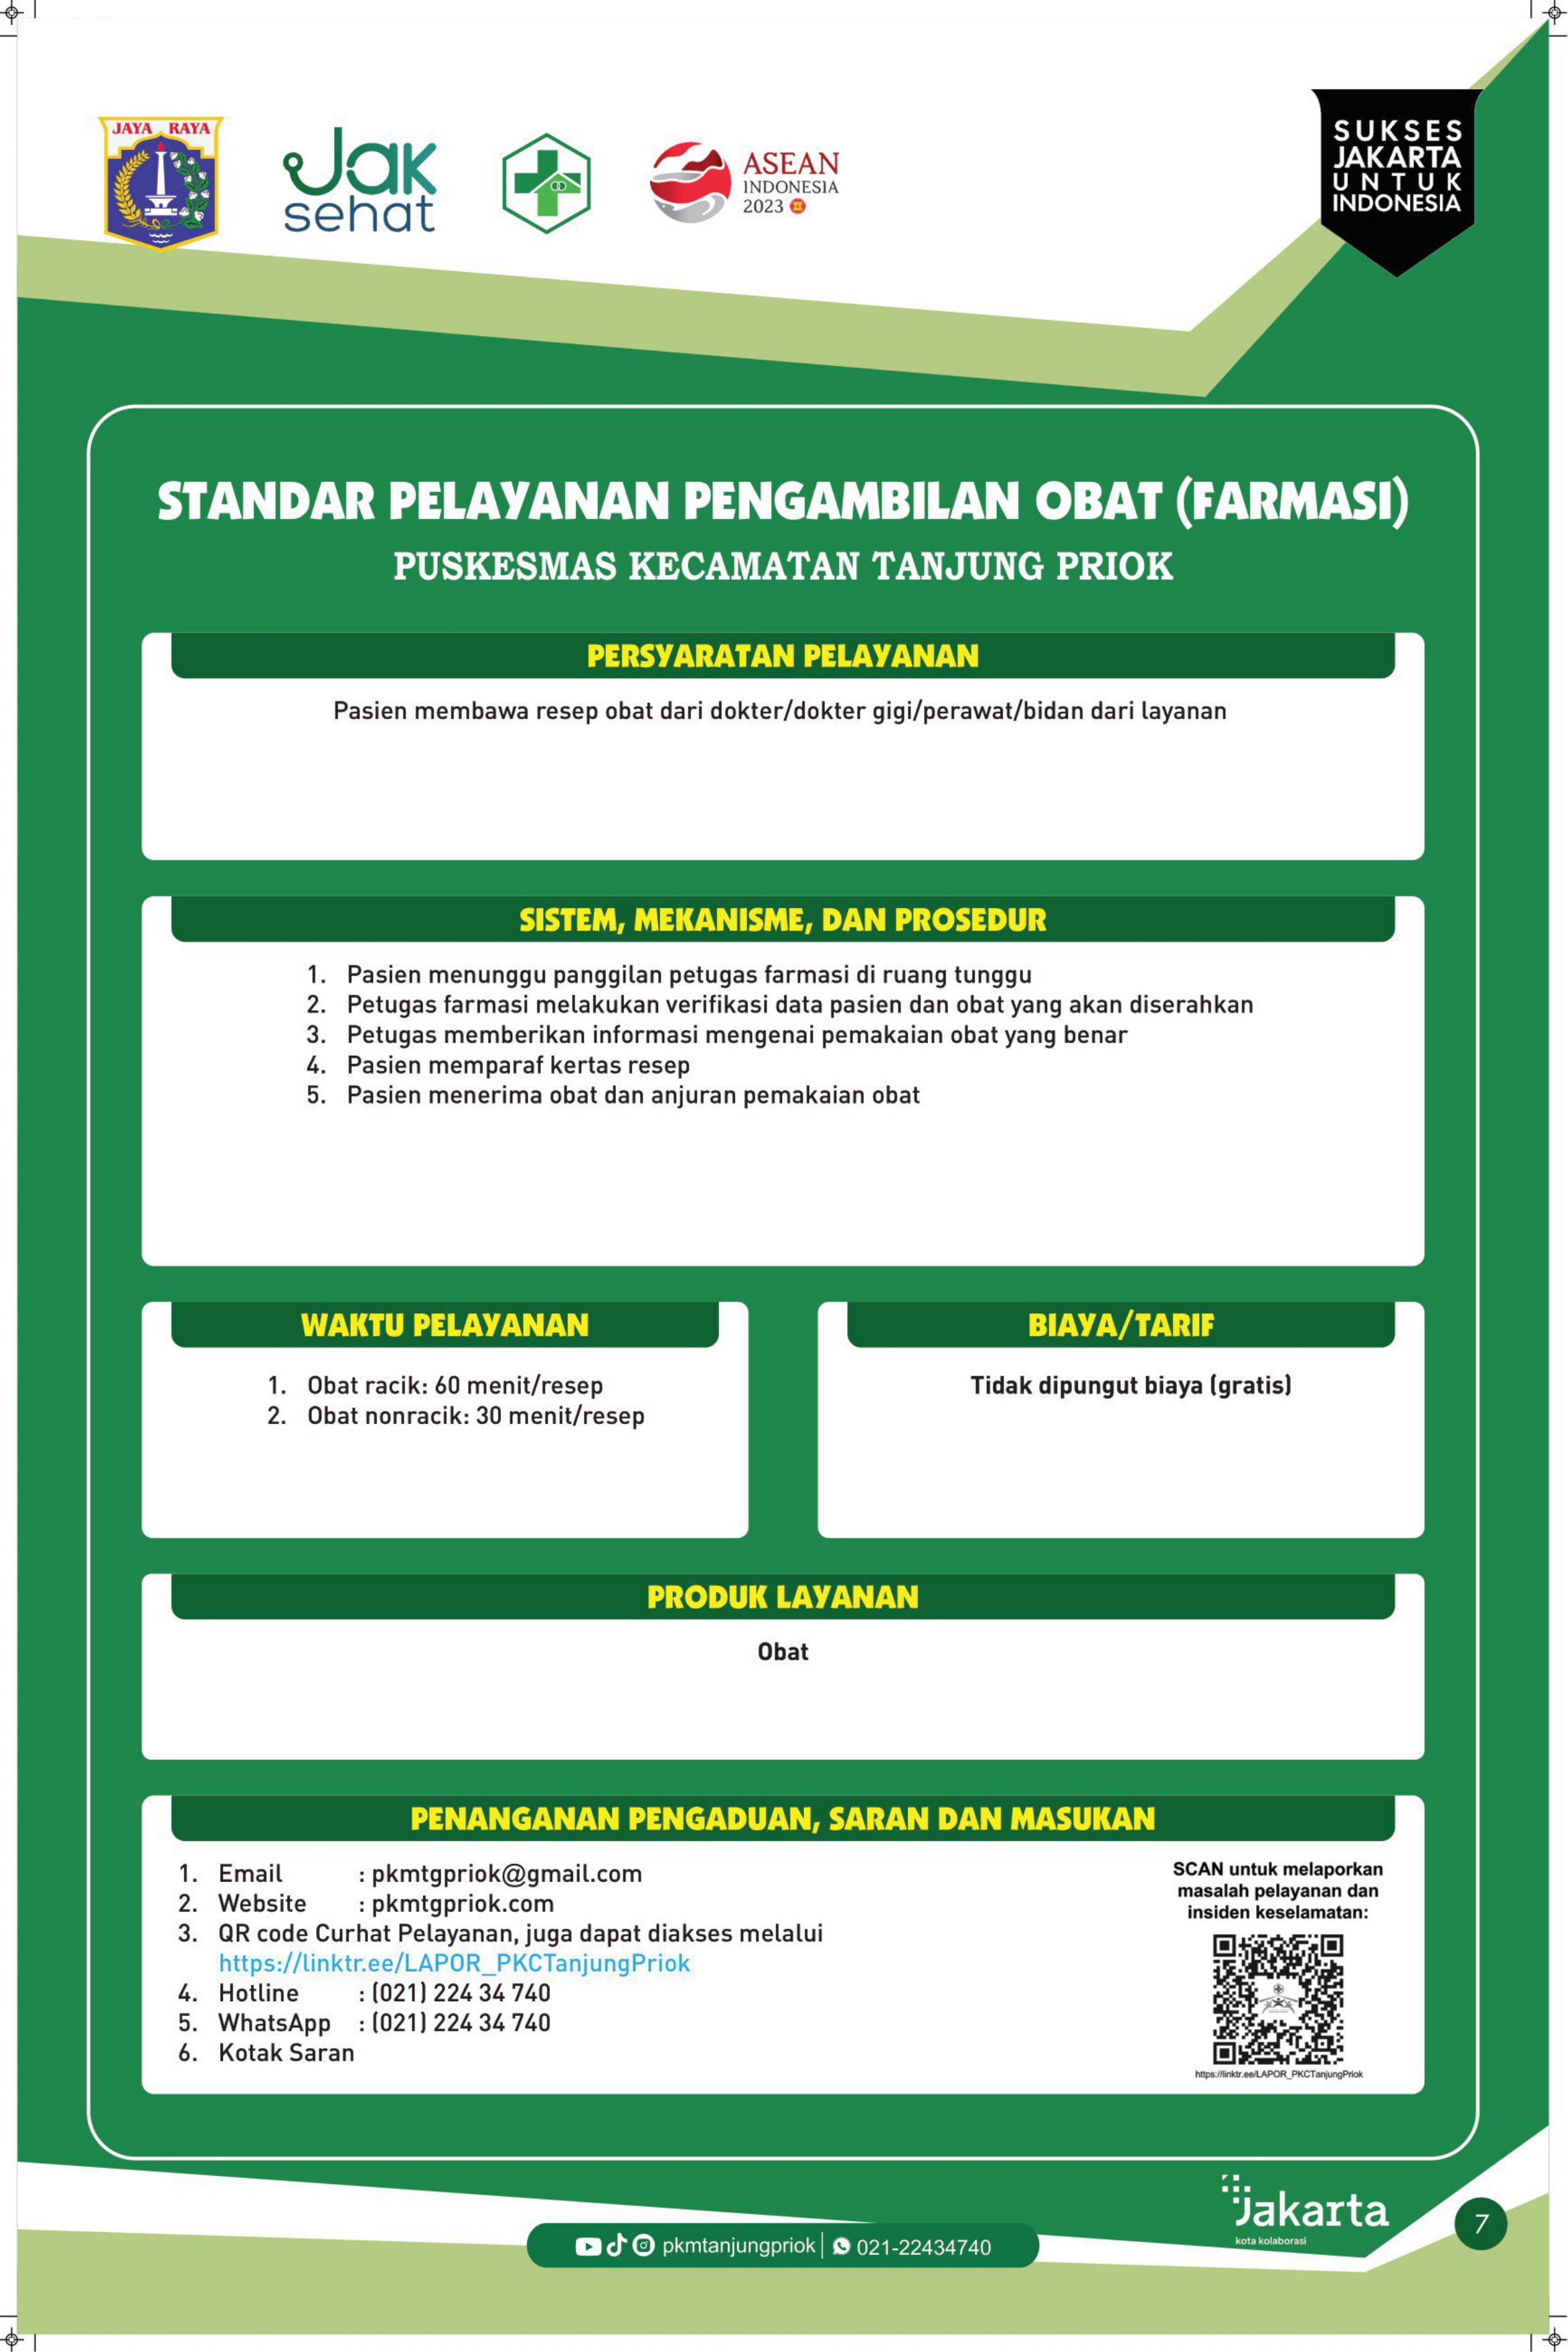 JAYA RAYA
Jak
sehat
ASEAN
INDONESIA
2023
SUKSES
JAKARTA
UNTUK
INDONESIA
STANDAR PELAYANAN PENGAMBILAN OBAT (FARMASI)
PUSKESMAS KECAMATAN TANJUNG PRIOK
PERSYARATAN PELAYANAN
Pasien membawa resep obat dari dokter/dokter gigi/perawat/bidan dari layanan
SISTEM, MEKANISME, DAN PROSEDUR
1. Pasien menunggu panggilan petugas farmasi di ruang tunggu
2. Petugas farmasi melakukan verifikasi data pasien dan obat yang akan diserahkan
3. Petugas memberikan informasi mengenai pemakaian obat yang benar
4. Pasien memparaf kertas resep
5. Pasien menerima obat dan anjuran pemakaian obat
WAKTU PELAYANAN
1. Obat racik: 60 menit/resep
2. Obat nonracik: 30 menit/resep
BIAYA/TARIF
Tidak dipungut biaya (gratis)
PRODUK LAYANAN
Obat
PENANGANAN PENGADUAN, SARAN DAN MASUKAN
1. Email : pkmtgpriok@gmail.com
2. Website : pkmtgpriok.com
3. QR code Curhat Pelayanan, juga dapat diakses melalui
https://linktr.ee/LAPOR_PKCTanjungPriok
4. Hotline : (021) 224 34 740
5. WhatsApp : (021) 224 34 740
6. Kotak Saran
SCAN untuk melaporkan
masalah pelayanan dan
insiden keselamatan:
https://linktr.ee/LAPOR_PKCTanjungPriok
Jakarta
kota kolaborasi
7
pkmtanjungpriok | 021-22434740